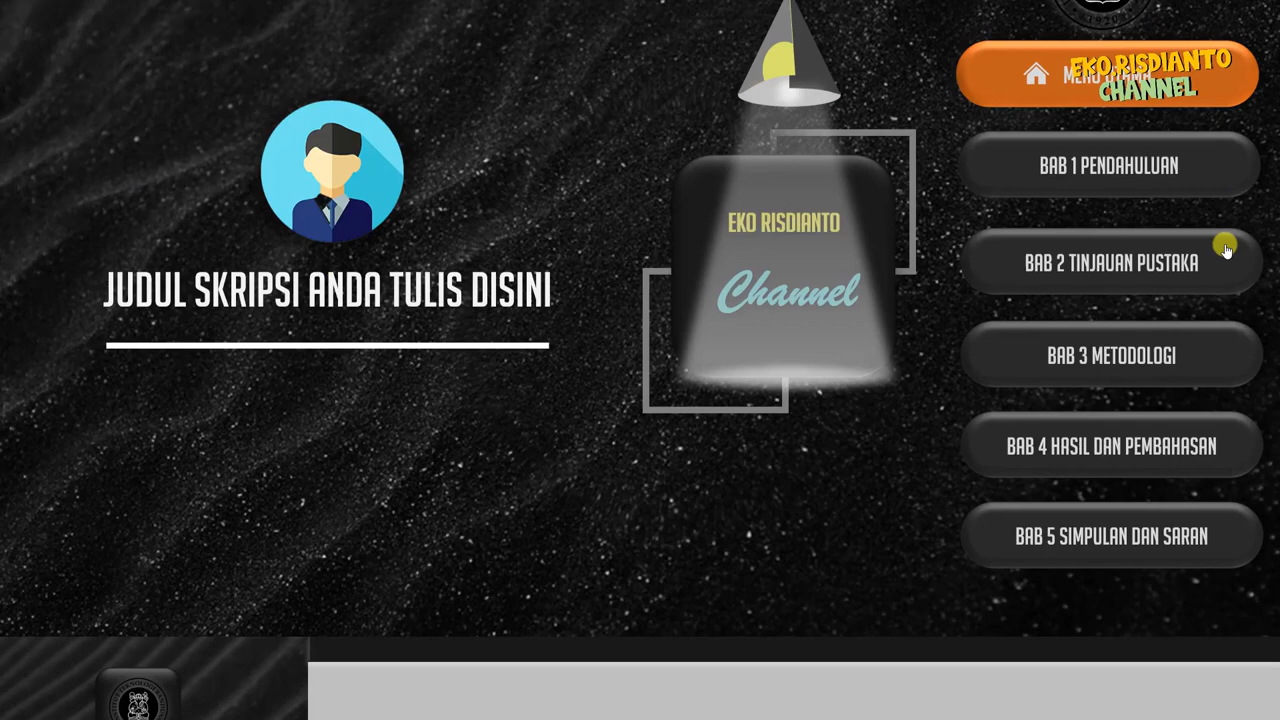 1920
EKO RISDIANTO
CHANNEL
BAB 1 PENDAHULUAN
EKO RISDIANTO
Channel
BAB 2 TINJAUAN PUSTAKA
JUDUL SKRIPSI ANDA TULIS DISINI
BAB 3 METODOLOGI
BAB 4 HASIL DAN PEMBAHASAN
BAB 5 SIMPULAN DAN SARAN